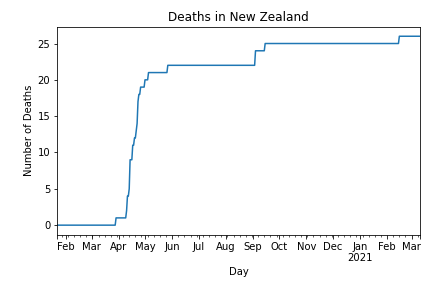 Deaths in New Zealand
25
20
15
10
5
0
Number of Deaths
Feb Mar Apr May Jun Jul Aug Sep Oct Nov Dec Jan Feb Mar
2021
Day